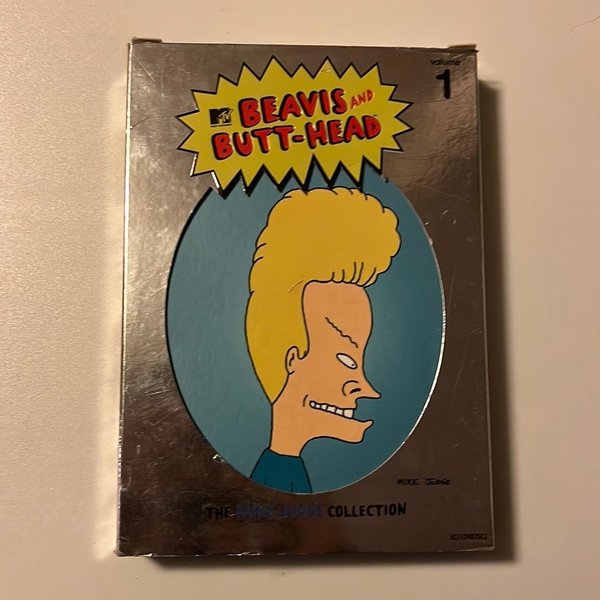 volume
1
MTV
BEAVIS AND
BUTT-HEAD
MIKE JUDGE
THE MIKE JUDGE COLLECTION